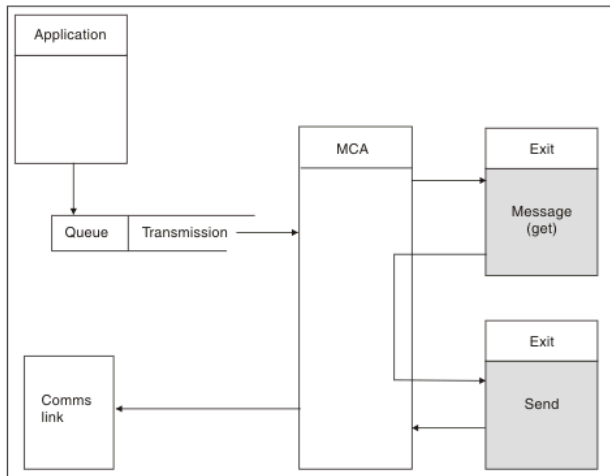 Application
MCA
Exit
Message
(get)
Queue
Transmission
Exit
Comms
link
Send